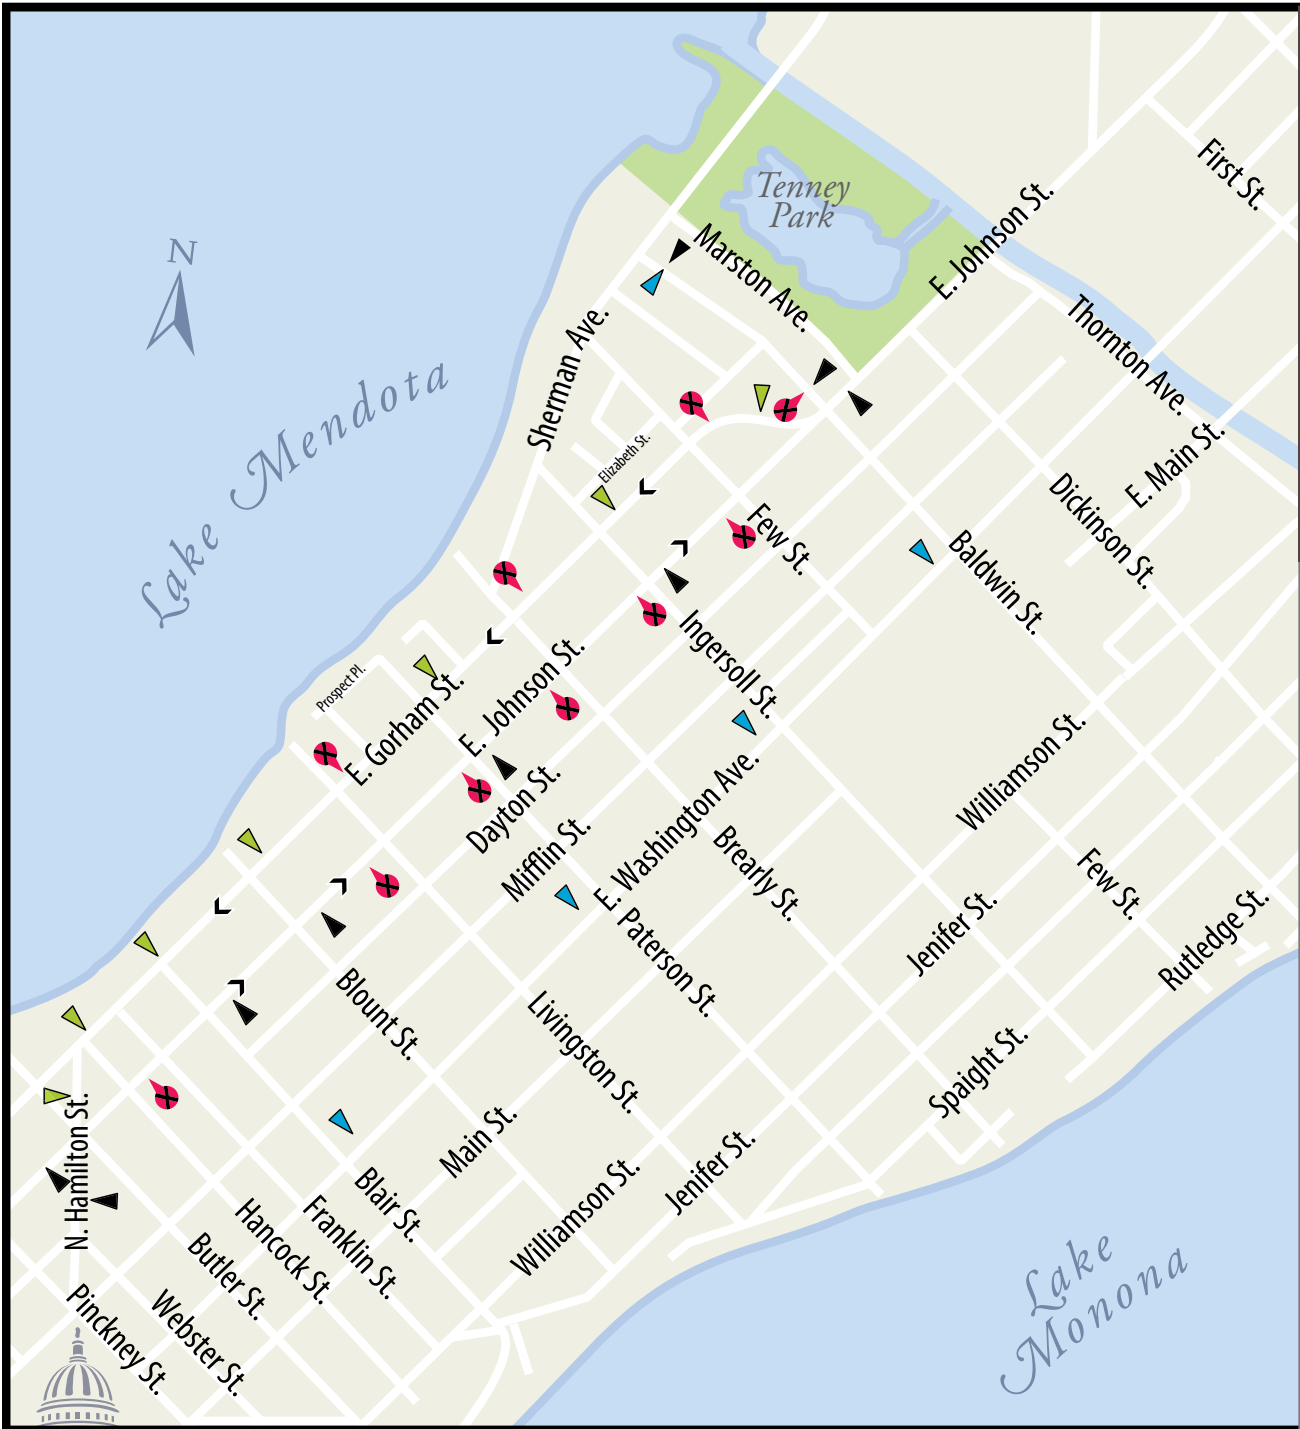 First St.
Tenney
Park
E. Johnson St.
Marston Ave.
N
Thornton Ave.
Sherman Ave.
Lake Mendota
E. Main St.
Elizabeth St.
Dickinson St.
Few St.
Baldwin St.
Ingersoll St.
E. Johnson St.
Prospect Pl.
E. Gorham St.
Williamson St.
E. Washington Ave.
Dayton St.
Mifflin St.
Brearly St.
Few St.
Jenifer St.
Rutledge St.
Paterson St.
Blount St.
Livingston St.
Spaight St.
Main St.
N. Hamilton St.
Jenifer St.
Williamson St.
Blair St.
Franklin St.
Hancock St.
Butler St.
Webster St.
Pinckney St.
Lake
Monona